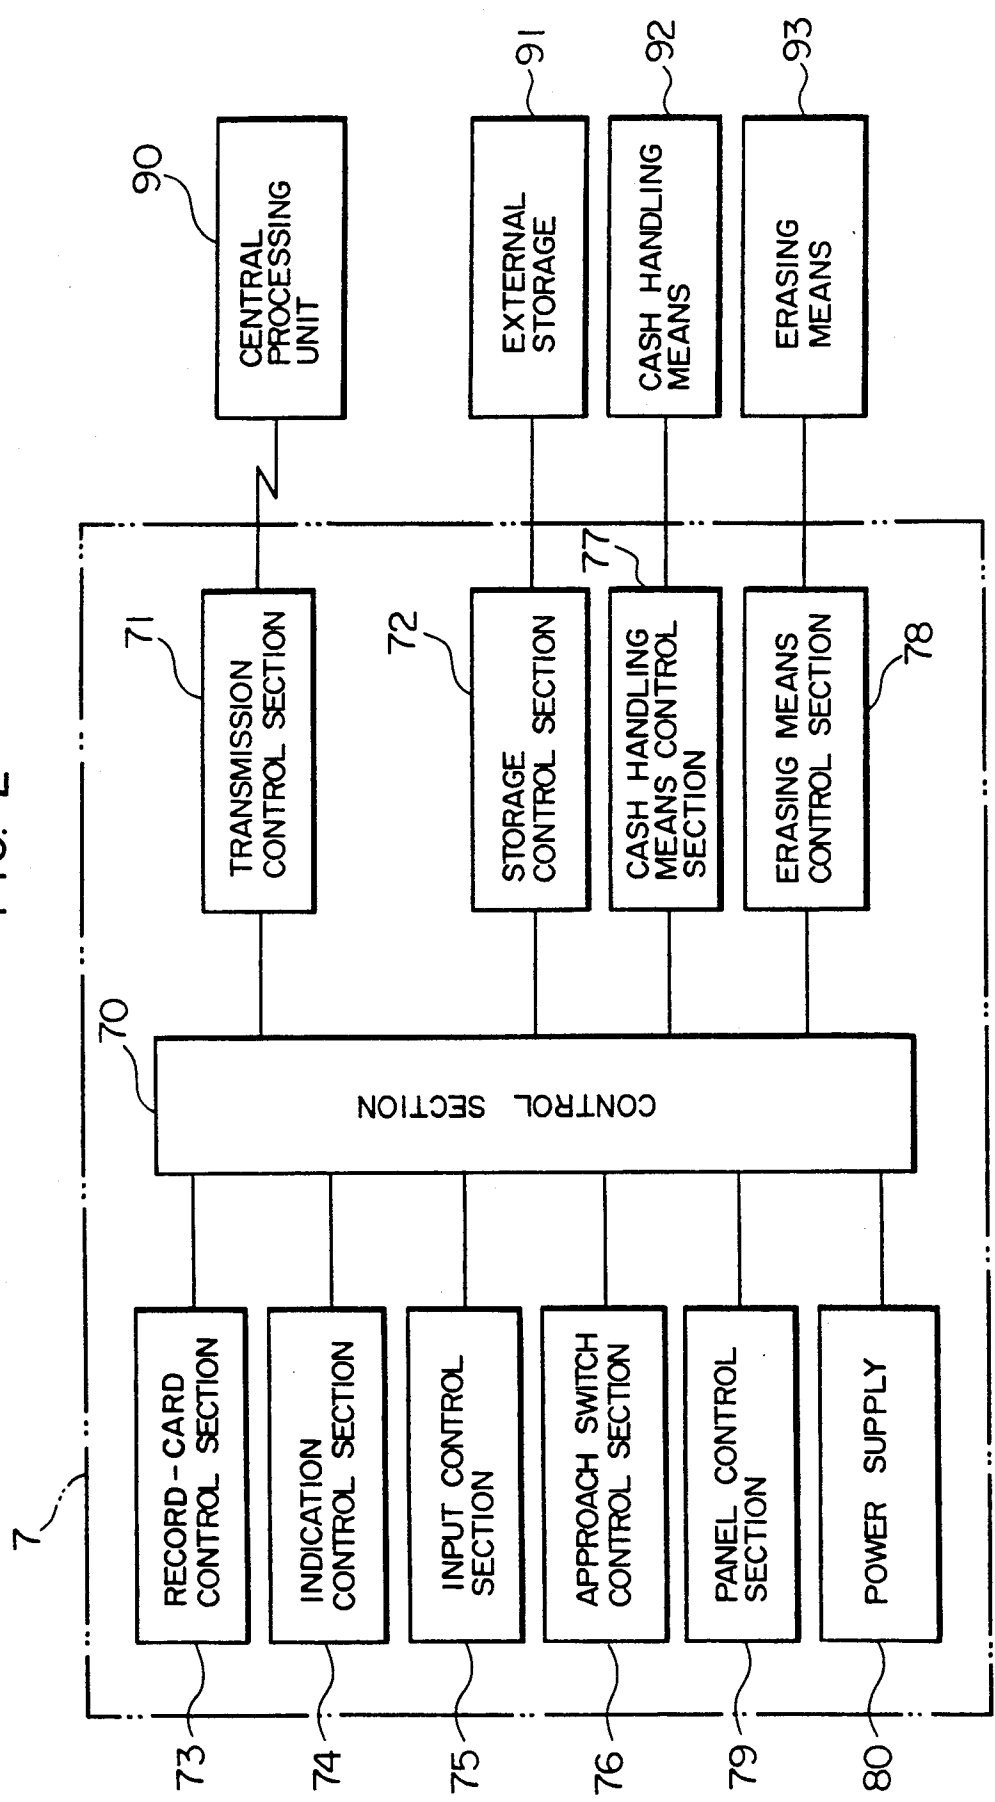 7
73
RECORD-CARD
CONTROL SECTION
74
INDICATION
CONTROL SECTION
75
INPUT CONTROL
SECTION
76
APPROACH SWITCH
CONTROL SECTION
79
PANEL CONTROL
SECTION
80
POWER SUPPLY
70
CONTROL SECTION
71
TRANSMISSION
CONTROL SECTION
72
STORAGE
CONTROL SECTION
77
CASH HANDLING
MEANS CONTROL
SECTION
78
ERASING MEANS
CONTROL SECTION
90
CENTRAL
PROCESSING
UNIT
91
EXTERNAL
STORAGE
92
CASH HANDLING
MEANS
93
ERASING
MEANS